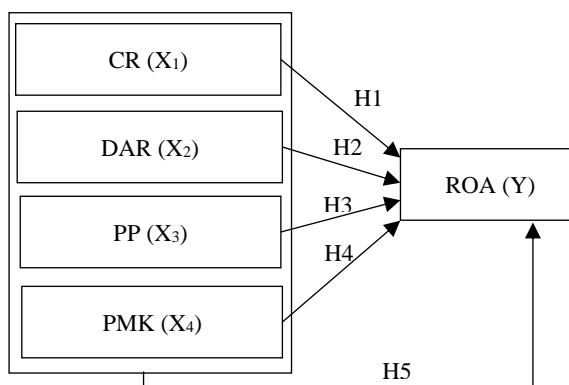 CR (X1)
H1
DAR (X2)
H2
ROA (Y)
PP (X3)
H3
H4
PMK (X4)
H5